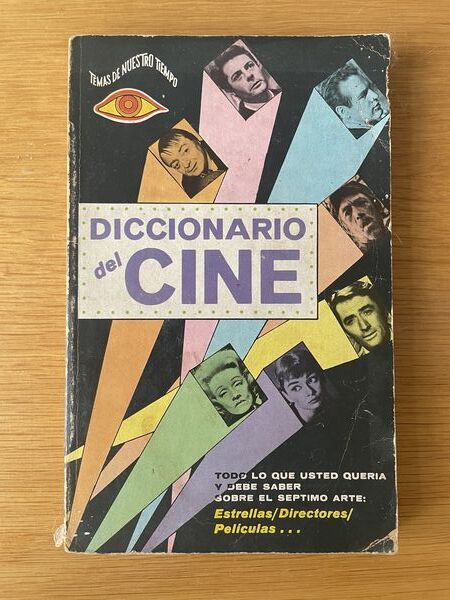 TEMAS DE NUESTRO TIEMPO
DICCIONARIO
del CINE
TODO LO QUE USTED QUERIA
Y DEBE SABER
SOBRE EL SEPTIMO ARTE:
Estrellas/Directores/
Películas...